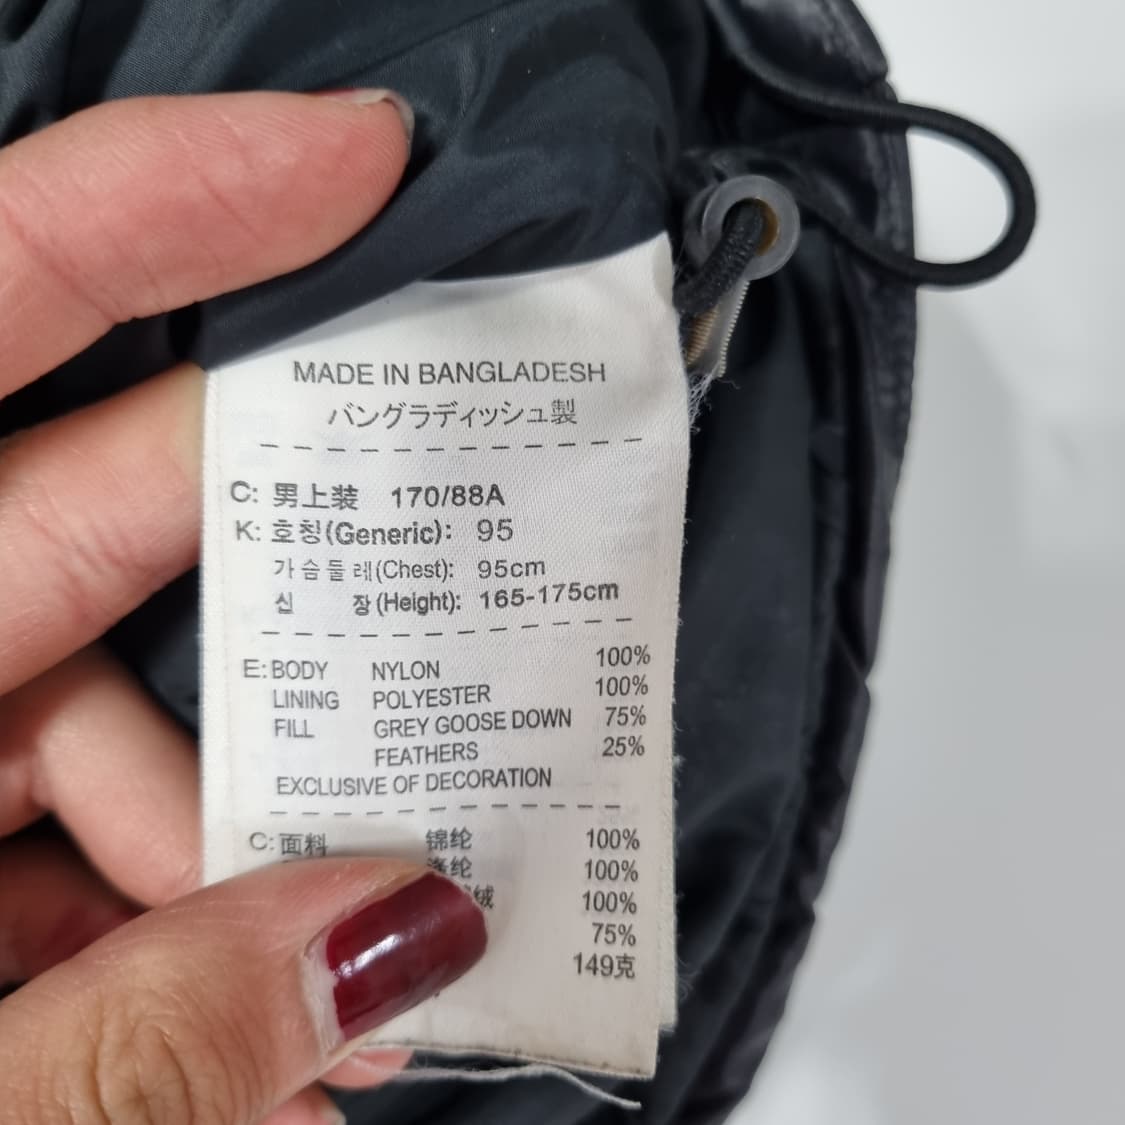 MADE IN BANGLADESH
バングラディッシュ製
C: 男上装 170/88A
K: 호칭(Generic): 95
가슴둘레(Chest): 95cm
신 장(Height): 165-175cm
E: BODY NYLON 100%
LINING POLYESTER 100%
FILL GREY GOOSE DOWN 75%
FEATHERS 25%
EXCLUSIVE OF DECORATION
C: 面料 锦纶 100%
涤纶 100%
绒 100%
75%
149克